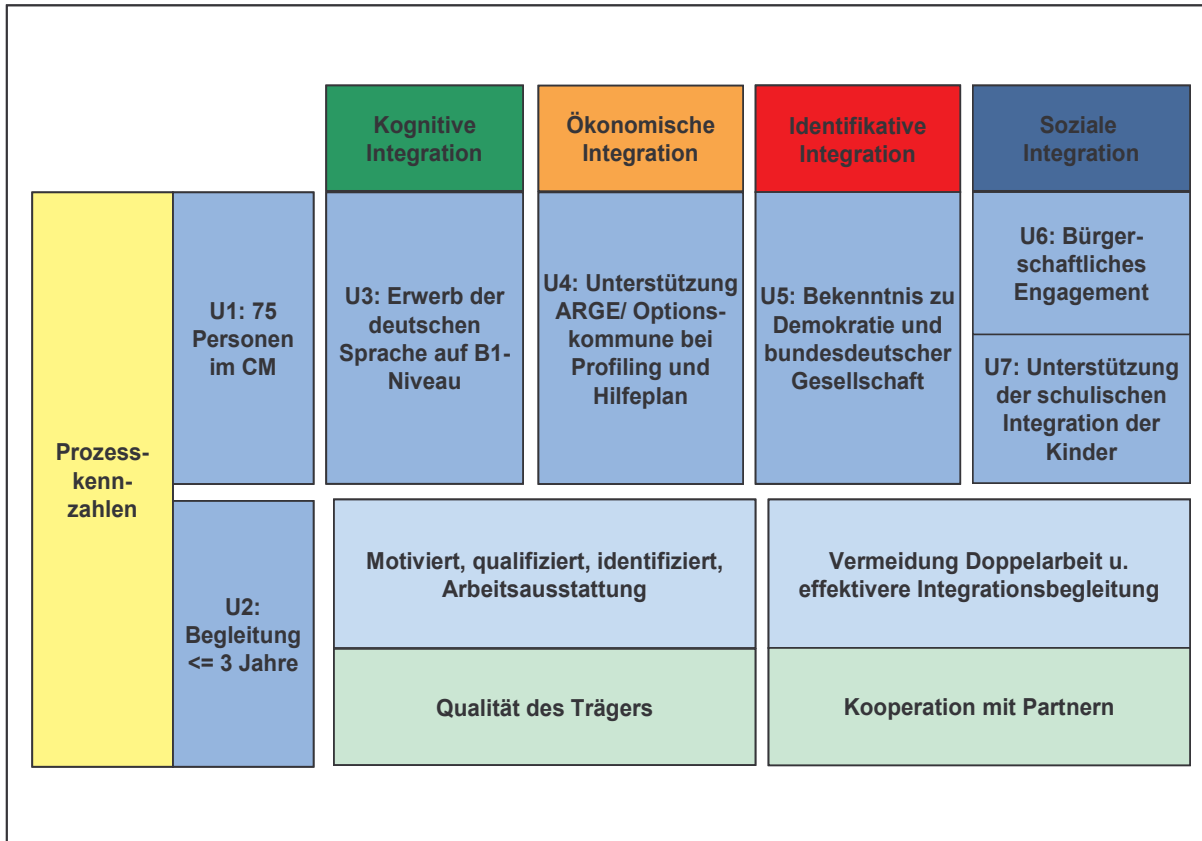 Kognitive
Integration
Ökonomische
Integration
Identifikative
Integration
Soziale
Integration
Prozess-
kenn-
zahlen
U1: 75
Personen
im CM
U3: Erwerb der
deutschen
Sprache auf B1-
Niveau
U4: Unterstützung
ARGE/ Options-
kommune bei
Profiling und
Hilfeplan
U5: Bekenntnis zu
Demokratie und
bundesdeutscher
Gesellschaft
U6: Bürger-
schaftliches
Engagement
U7: Unterstützung
der schulischen
Integration der
Kinder
U2:
Begleitung
<= 3 Jahre
Motiviert, qualifiziert, identifiziert,
Arbeitsausstattung
Vermeidung Doppelarbeit u.
effektivere Integrationsbegleitung
Qualität des Trägers
Kooperation mit Partnern